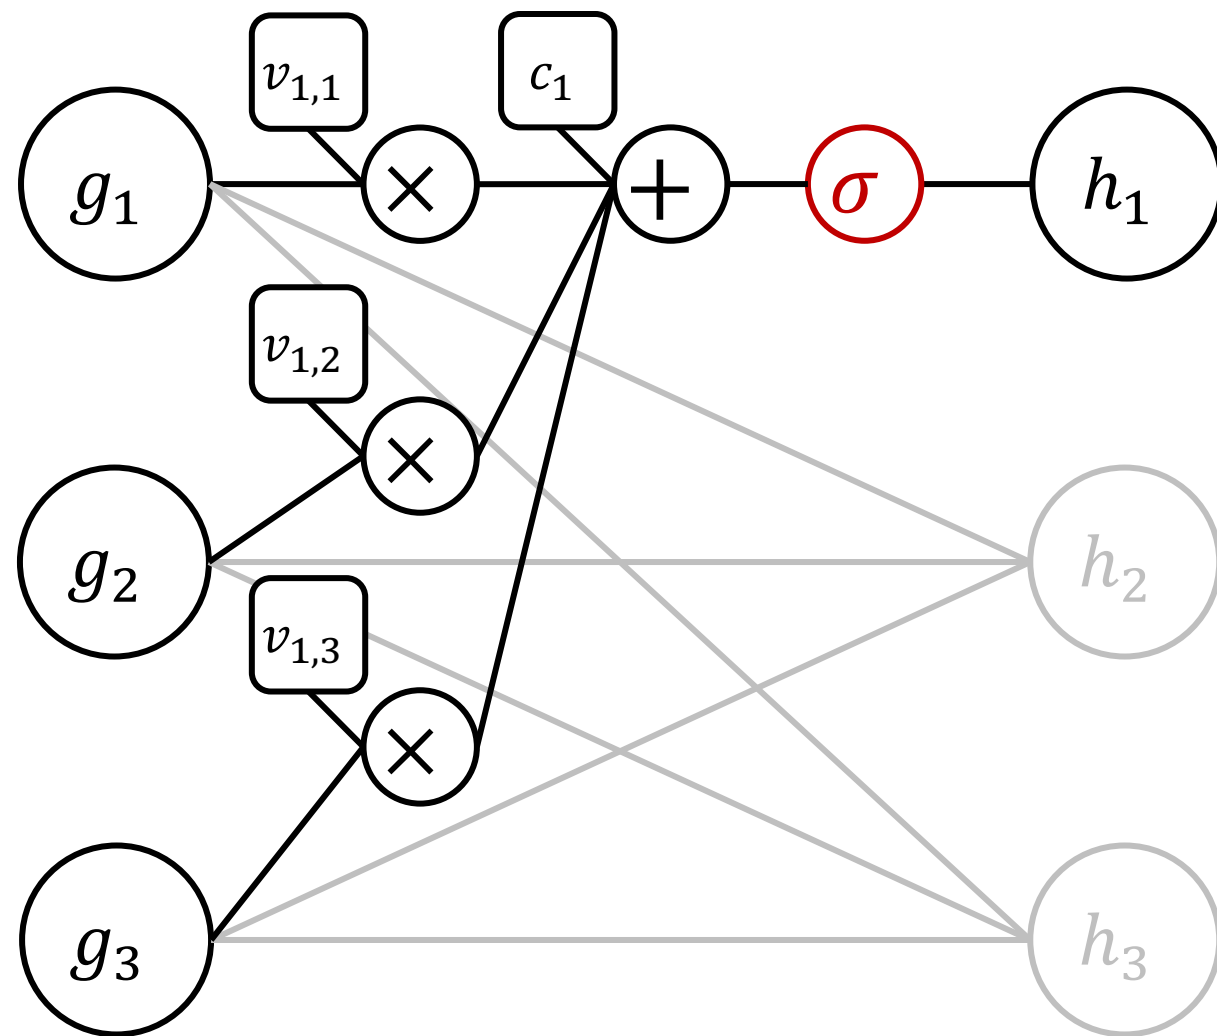 v1,1
c1
g1
×
+
σ
h1
v1,2
×
g2
h2
v1,3
×
g3
h3